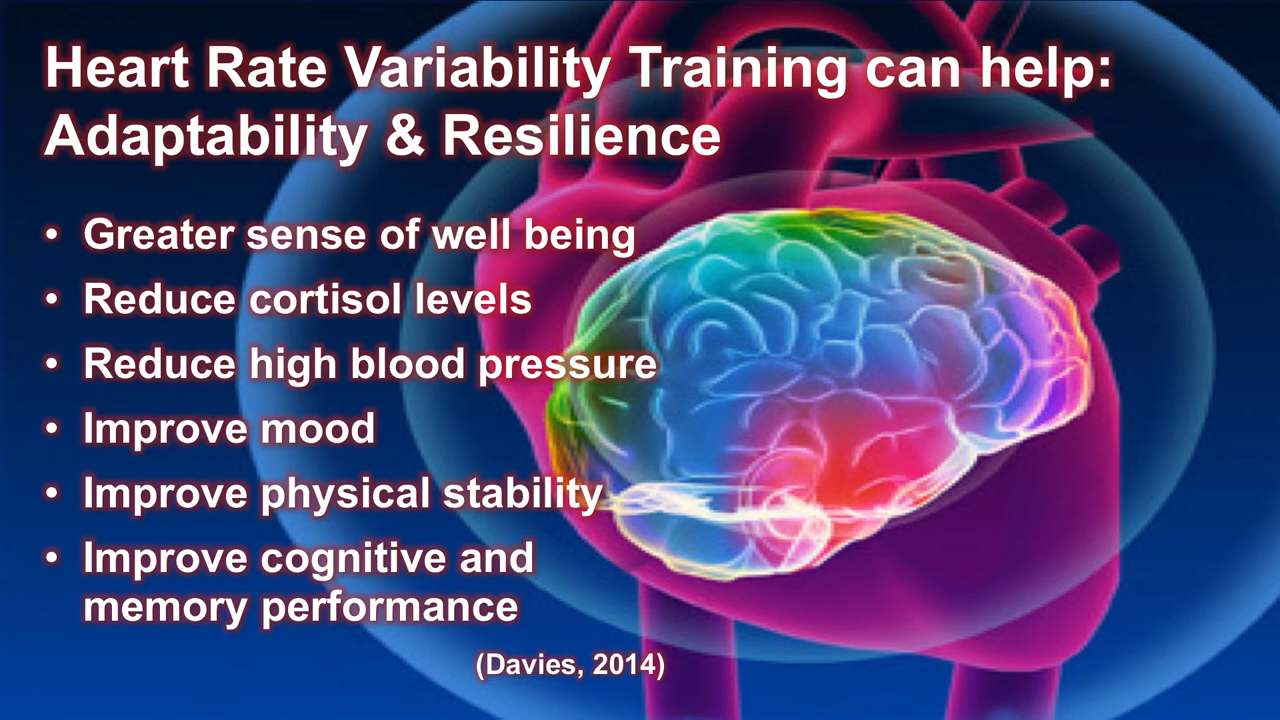 Heart Rate Variability Training can help:
Adaptability & Resilience
• Greater sense of well being
• Reduce cortisol levels
• Reduce high blood pressure
• Improve mood
• Improve physical stability
• Improve cognitive and
memory performance
(Davies, 2014)